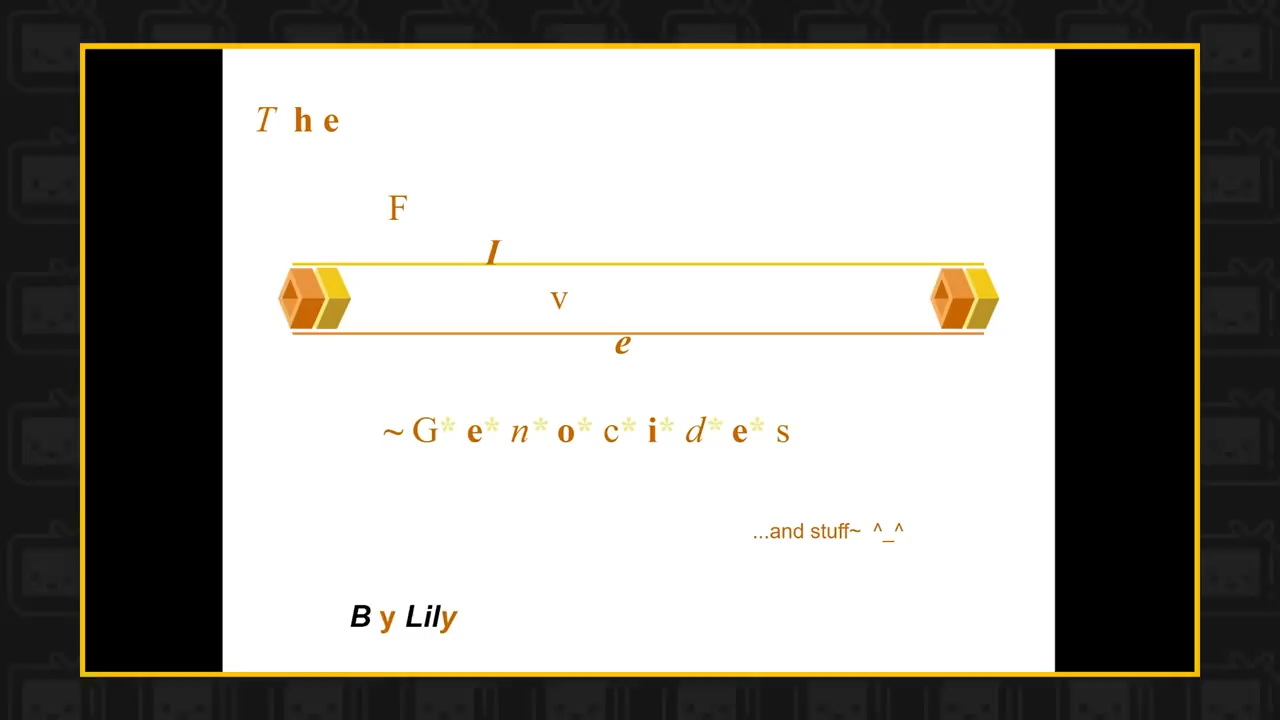 T h e
F
I
v
e
~ G* e* n* o* c* i* d* e* s
...and stuff~ ^_^
B y Lily